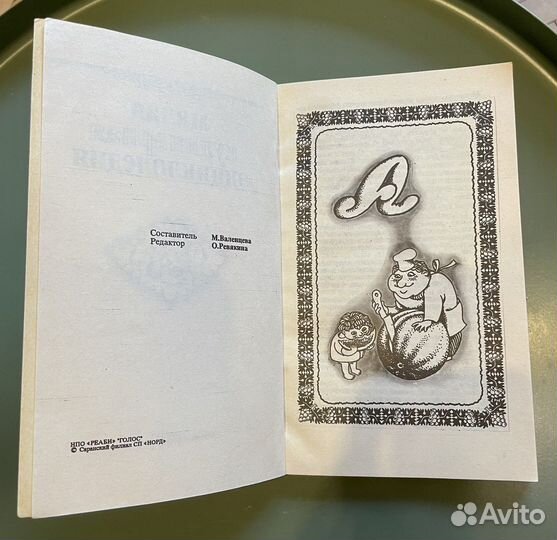 Составитель М.Валенцева
Редактор О.Ревякина
НПО «РЕАБИ» "ГОЛОС"
© Саранский филиал СП «НОРД»
А
Avito